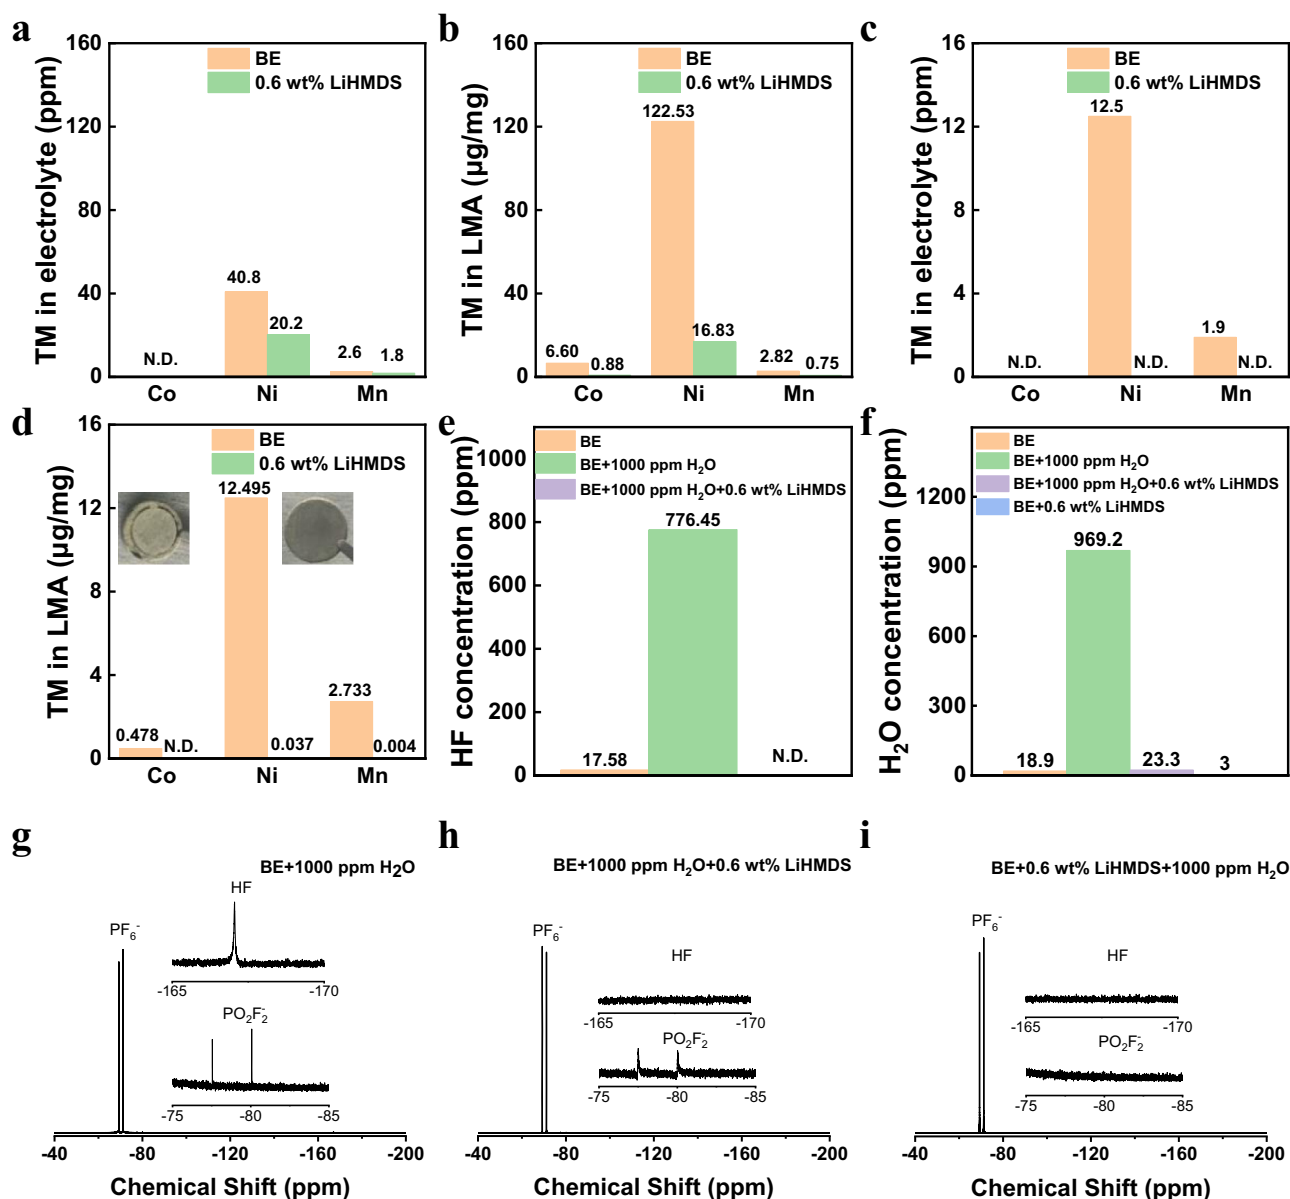 a
TM in electrolyte (ppm)
160
120
80
40
0
BE
0.6 wt% LiHMDS
N.D.
40.8
20.2
2.6
1.8
Co
Ni
Mn
b
TM in LMA (μg/mg)
160
120
80
40
0
BE
0.6 wt% LiHMDS
6.60
0.88
122.53
16.83
2.82
0.75
Co
Ni
Mn
c
TM in electrolyte (ppm)
16
12
8
4
0
BE
0.6 wt% LiHMDS
N.D.
12.5
N.D.
1.9
N.D.
Co
Ni
Mn
d
TM in LMA (μg/mg)
16
12
8
4
0
BE
0.6 wt% LiHMDS
0.478
N.D.
12.495
0.037
2.733
0.004
Co
Ni
Mn
e
HF concentration (ppm)
1000
800
600
400
200
0
BE
BE+1000 ppm H₂O
BE+1000 ppm H₂O+0.6 wt% LiHMDS
17.58
776.45
N.D.
f
H₂O concentration (ppm)
1200
900
600
300
0
BE
BE+1000 ppm H₂O
BE+1000 ppm H₂O+0.6 wt% LiHMDS
BE+0.6 wt% LiHMDS
18.9
969.2
23.3
3
g
BE+1000 ppm H₂O
PF₆⁻
HF
-165
-170
PO₂F₂⁻
-75
-80
-85
-40
-80
-120
-160
-200
Chemical Shift (ppm)
h
BE+1000 ppm H₂O+0.6 wt% LiHMDS
PF₆⁻
HF
-165
-170
PO₂F₂⁻
-75
-80
-85
-40
-80
-120
-160
-200
Chemical Shift (ppm)
i
BE+0.6 wt% LiHMDS+1000 ppm H₂O
PF₆⁻
HF
-165
-170
PO₂F₂⁻
-75
-80
-85
-40
-80
-120
-160
-200
Chemical Shift (ppm)